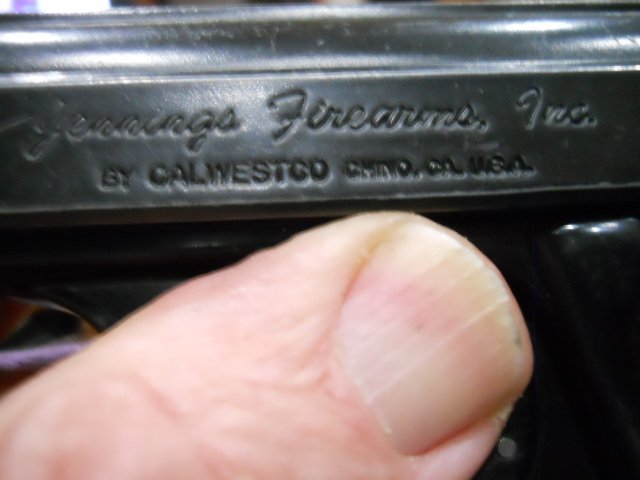 Jennings Firearms, Inc.
BY CALWESTCO CHINO, CA. U.S.A.